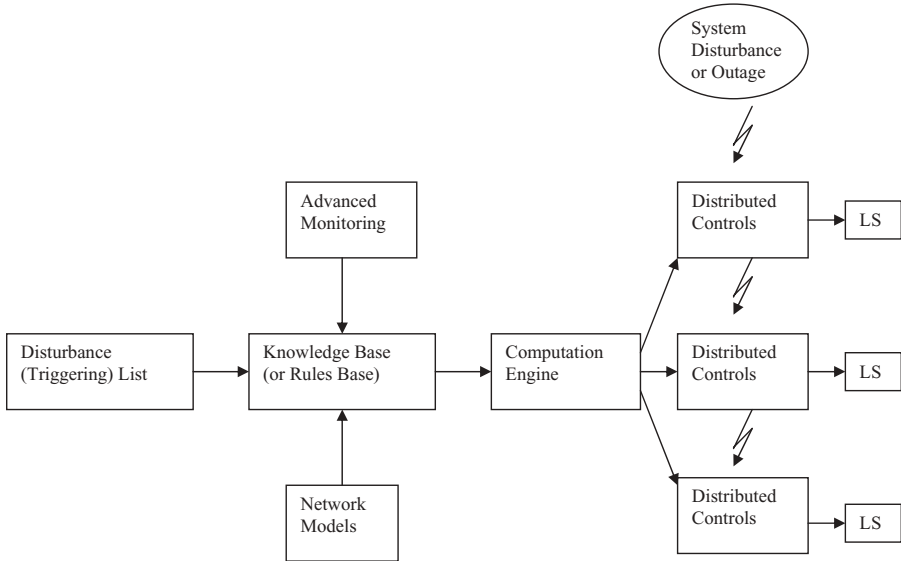 System
Disturbance
or Outage
Advanced
Monitoring
Distributed
Controls
LS
Disturbance
(Triggering) List
Knowledge Base
(or Rules Base)
Computation
Engine
Distributed
Controls
LS
Network
Models
Distributed
Controls
LS